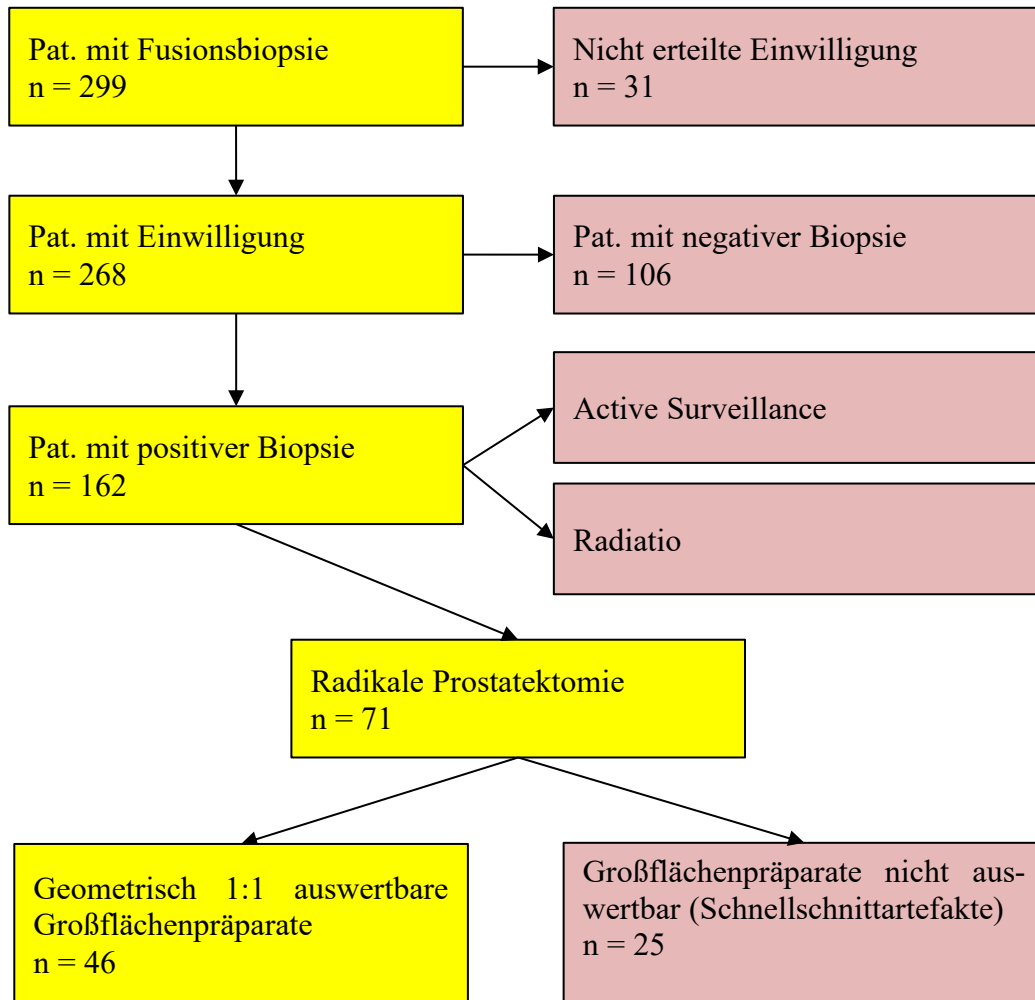 Pat. mit Fusionsbiopsie
n = 299
Nicht erteilte Einwilligung
n = 31
Pat. mit Einwilligung
n = 268
Pat. mit negativer Biopsie
n = 106
Pat. mit positiver Biopsie
n = 162
Active Surveillance
Radiatio
Radikale Prostatektomie
n = 71
Geometrisch 1:1 auswertbare
Großflächenpräparate
n = 46
Großflächenpräparate nicht aus-
wertbar (Schnellschnittartefakte)
n = 25